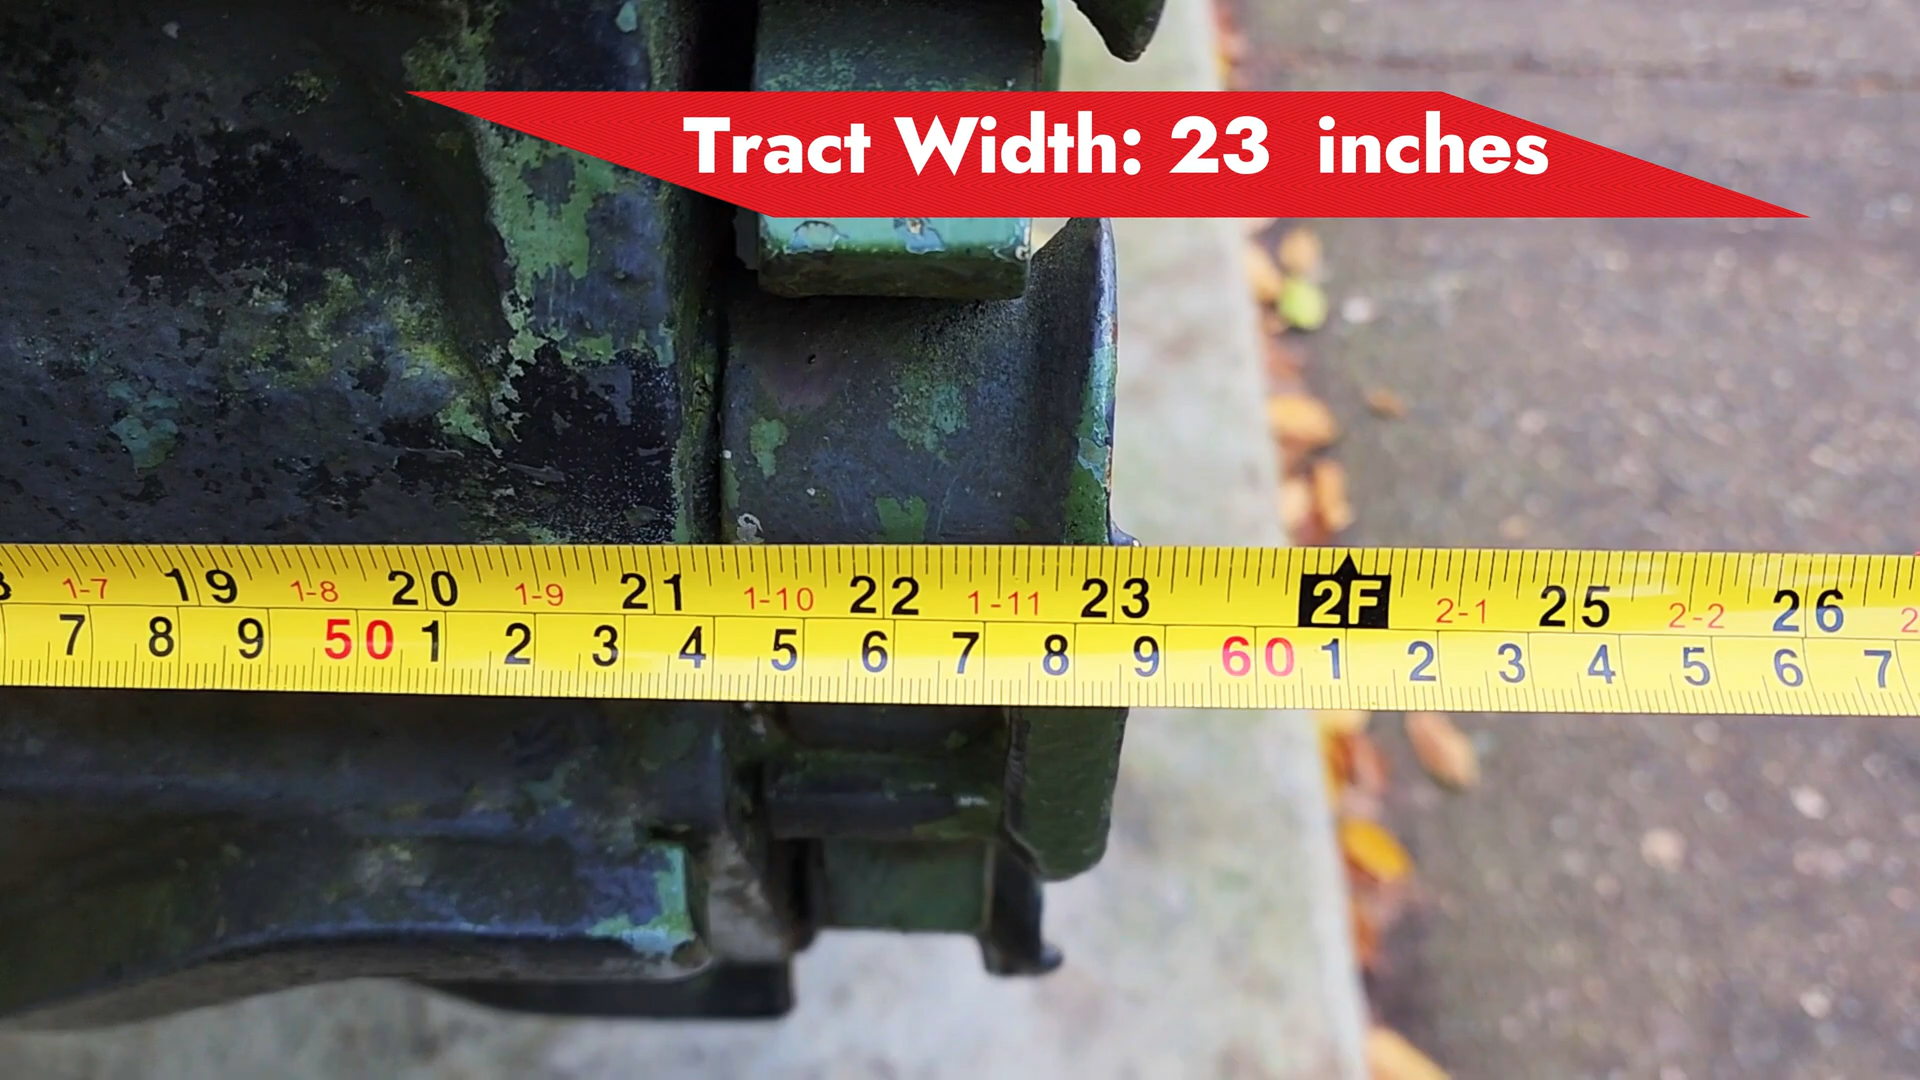 Tract Width: 23 inches
1-7 19 1-8 20 1-9 21 1-10 22 1-11 23 2F 2-1 25 2-2 26
7 8 9 50 1 2 3 4 5 6 7 8 9 60 1 2 3 4 5 6 7